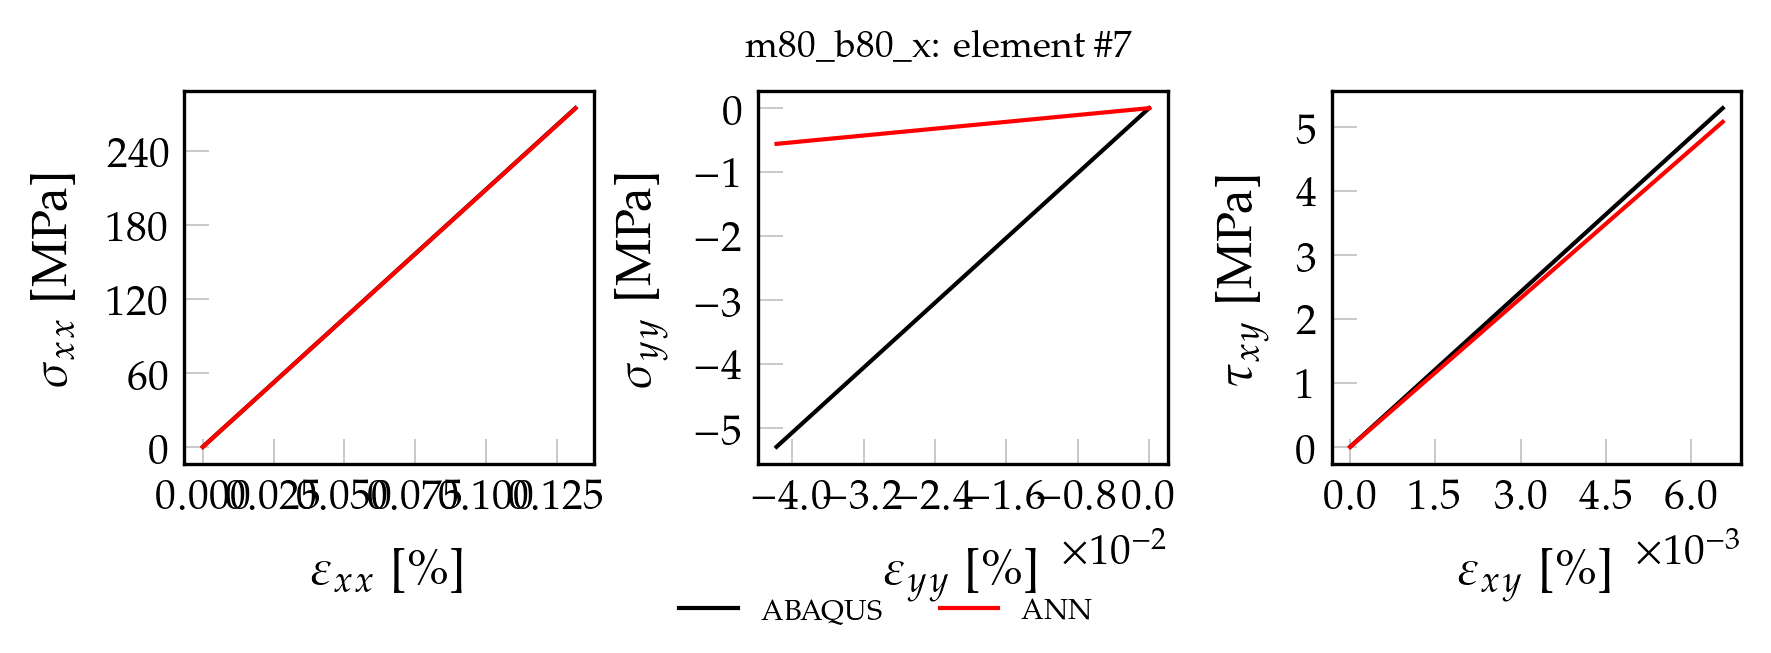 m80_b80_x: element #7
σxx [MPa]
240
180
120
60
0
0.000 0.025 0.050 0.075 0.100 0.125
εxx [%]
σyy [MPa]
0
−1
−2
−3
−4
−5
−4.0 −3.2 −2.4 −1.6 −0.8 0.0
×10−2
εyy [%]
τxy [MPa]
5
4
3
2
1
0
0.0 1.5 3.0 4.5 6.0
×10−3
εxy [%]
ABAQUS ANN